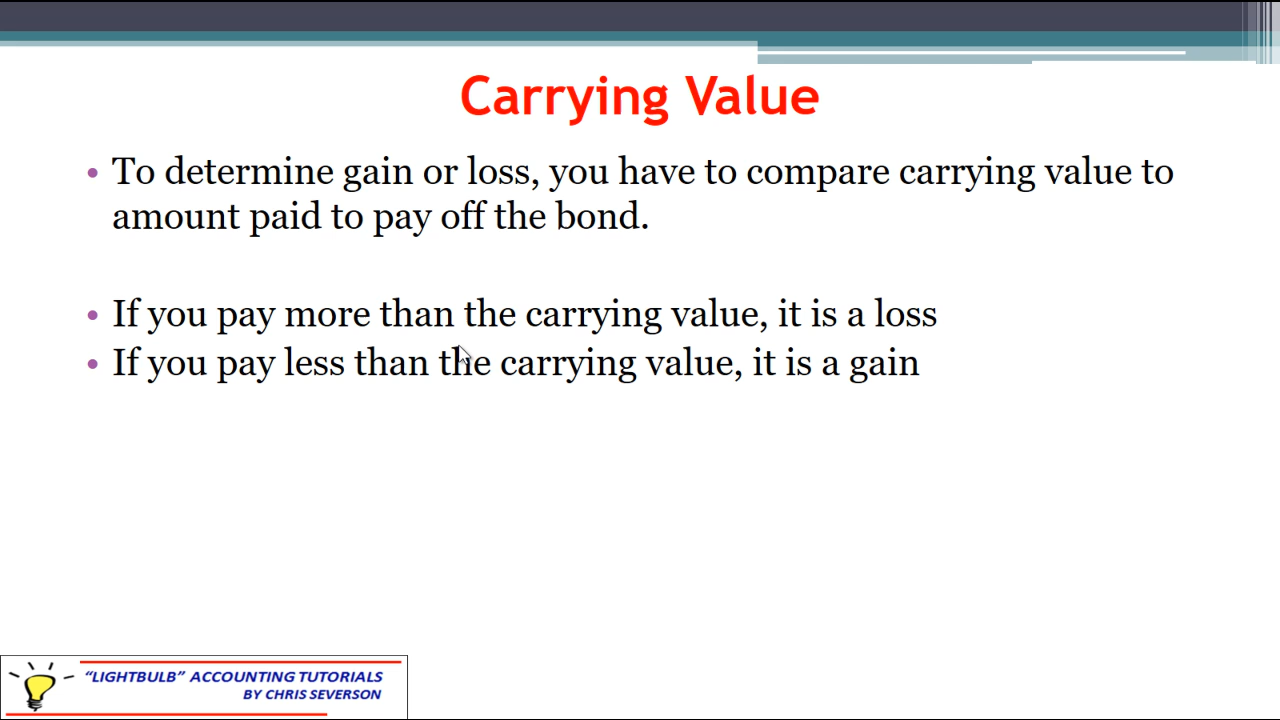 Carrying Value
• To determine gain or loss, you have to compare carrying value to
amount paid to pay off the bond.
• If you pay more than the carrying value, it is a loss
• If you pay less than the carrying value, it is a gain
“LIGHTBULB” ACCOUNTING TUTORIALS
BY CHRIS SEVERSON